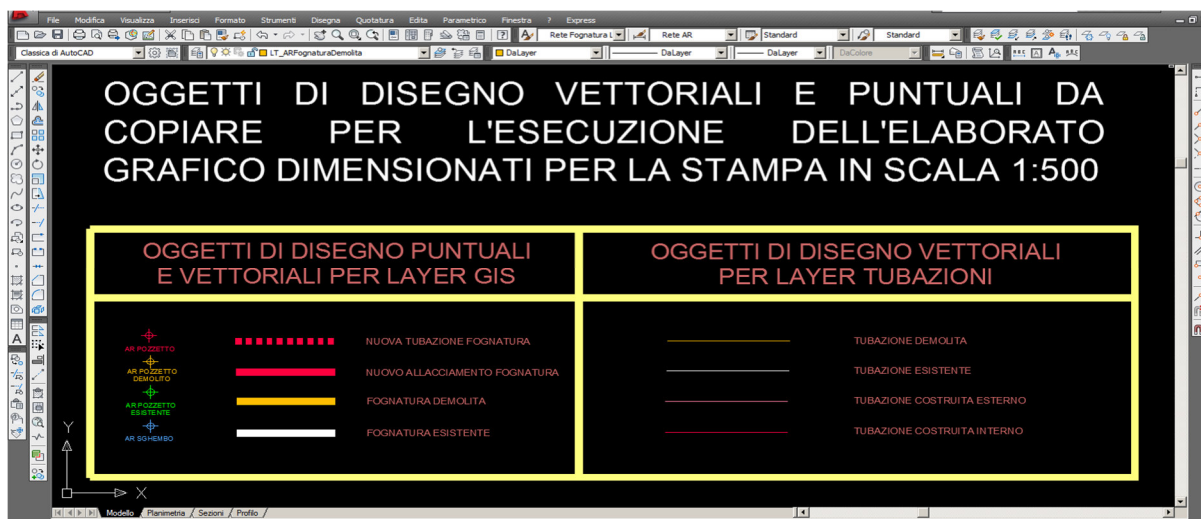 File Modifica Visualizza Inserisci Formato Strumenti Disegna Quotatura Edita Parametrico Finestra ? Express
Rete Fognatura L Rete AR Standard Standard
Classica di AutoCAD LT_ARFognaturaDemolita DaLayer DaLayer DaLayer DaColore
OGGETTI DI DISEGNO VETTORIALI E PUNTUALI DA
COPIARE PER L'ESECUZIONE DELL'ELABORATO
GRAFICO DIMENSIONATI PER LA STAMPA IN SCALA 1:500
OGGETTI DI DISEGNO PUNTUALI
E VETTORIALI PER LAYER GIS
OGGETTI DI DISEGNO VETTORIALI
PER LAYER TUBAZIONI
AR POZZETTO
NUOVA TUBAZIONE FOGNATURA
TUBAZIONE DEMOLITA
AR POZZETTO
DEMOLITO
NUOVO ALLACCIAMENTO FOGNATURA
TUBAZIONE ESISTENTE
AR POZZETTO
ESISTENTE
FOGNATURA DEMOLITA
TUBAZIONE COSTRUITA ESTERNO
AR SGHEMBO
FOGNATURA ESISTENTE
TUBAZIONE COSTRUITA INTERNO
Y
X
Modello Planimetria Sezioni Profilo